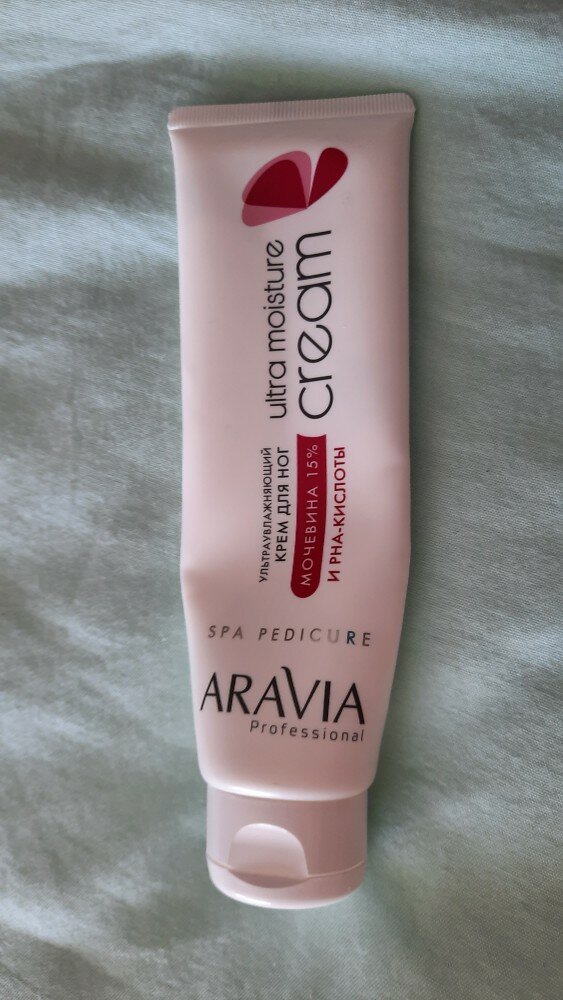 ultra moisture
cream
УЛЬТРАУВЛАЖНЯЮЩИЙ
КРЕМ ДЛЯ НОГ
МОЧЕВИНА 15%
И PHA-КИСЛОТЫ
SPA PEDICURE
ARAVIA
Professional